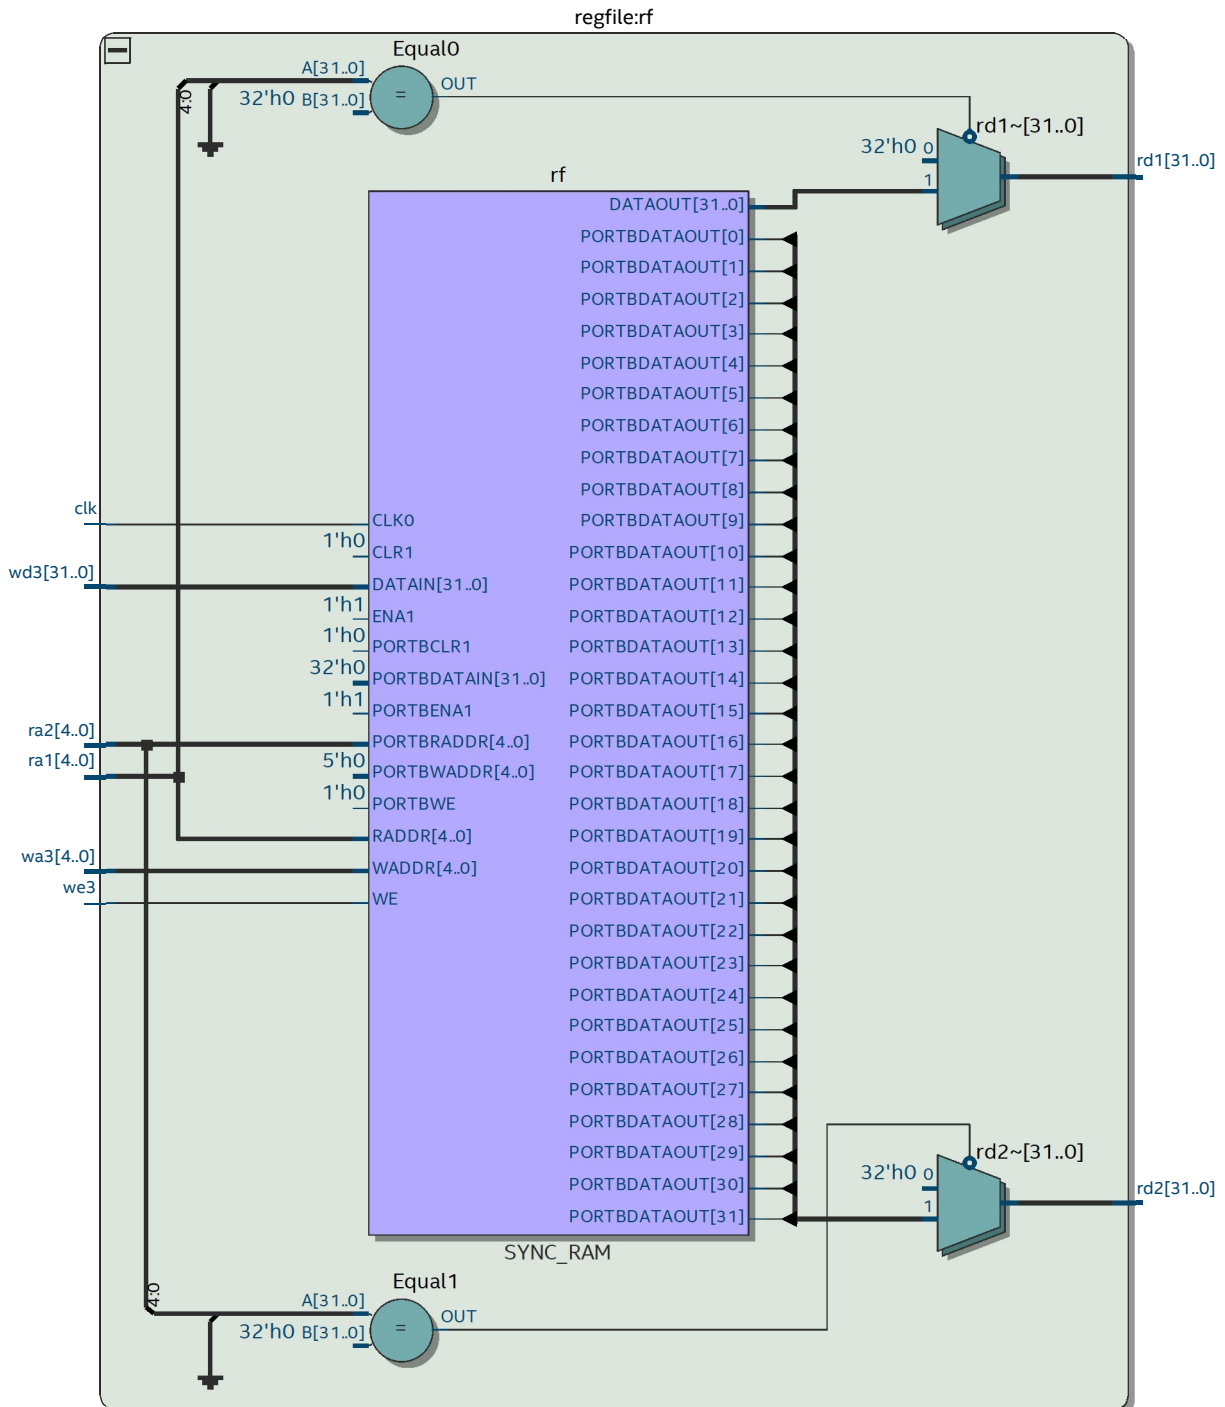 regfile:rf
Equal0
A[31..0]
OUT
4:0
32'h0 B[31..0]
=
rd1~[31..0]
32'h0 0
1
rd1[31..0]
rf
DATAOUT[31..0]
PORTBDATAOUT[0]
PORTBDATAOUT[1]
PORTBDATAOUT[2]
PORTBDATAOUT[3]
PORTBDATAOUT[4]
PORTBDATAOUT[5]
PORTBDATAOUT[6]
PORTBDATAOUT[7]
PORTBDATAOUT[8]
clk
CLK0 PORTBDATAOUT[9]
1'h0
CLR1 PORTBDATAOUT[10]
wd3[31..0]
DATAIN[31..0] PORTBDATAOUT[11]
1'h1
ENA1 PORTBDATAOUT[12]
1'h0
PORTBCLR1 PORTBDATAOUT[13]
32'h0
PORTBDATAIN[31..0] PORTBDATAOUT[14]
1'h1
PORTBENA1 PORTBDATAOUT[15]
ra2[4..0]
PORTBRADDR[4..0] PORTBDATAOUT[16]
ra1[4..0]
5'h0
PORTBWADDR[4..0] PORTBDATAOUT[17]
1'h0
PORTBWE PORTBDATAOUT[18]
RADDR[4..0] PORTBDATAOUT[19]
wa3[4..0]
WADDR[4..0] PORTBDATAOUT[20]
we3
WE PORTBDATAOUT[21]
PORTBDATAOUT[22]
PORTBDATAOUT[23]
PORTBDATAOUT[24]
PORTBDATAOUT[25]
PORTBDATAOUT[26]
PORTBDATAOUT[27]
PORTBDATAOUT[28]
PORTBDATAOUT[29]
PORTBDATAOUT[30]
PORTBDATAOUT[31]
rd2~[31..0]
32'h0 0
1
rd2[31..0]
SYNC_RAM
Equal1
4:0
A[31..0]
OUT
32'h0 B[31..0]
=